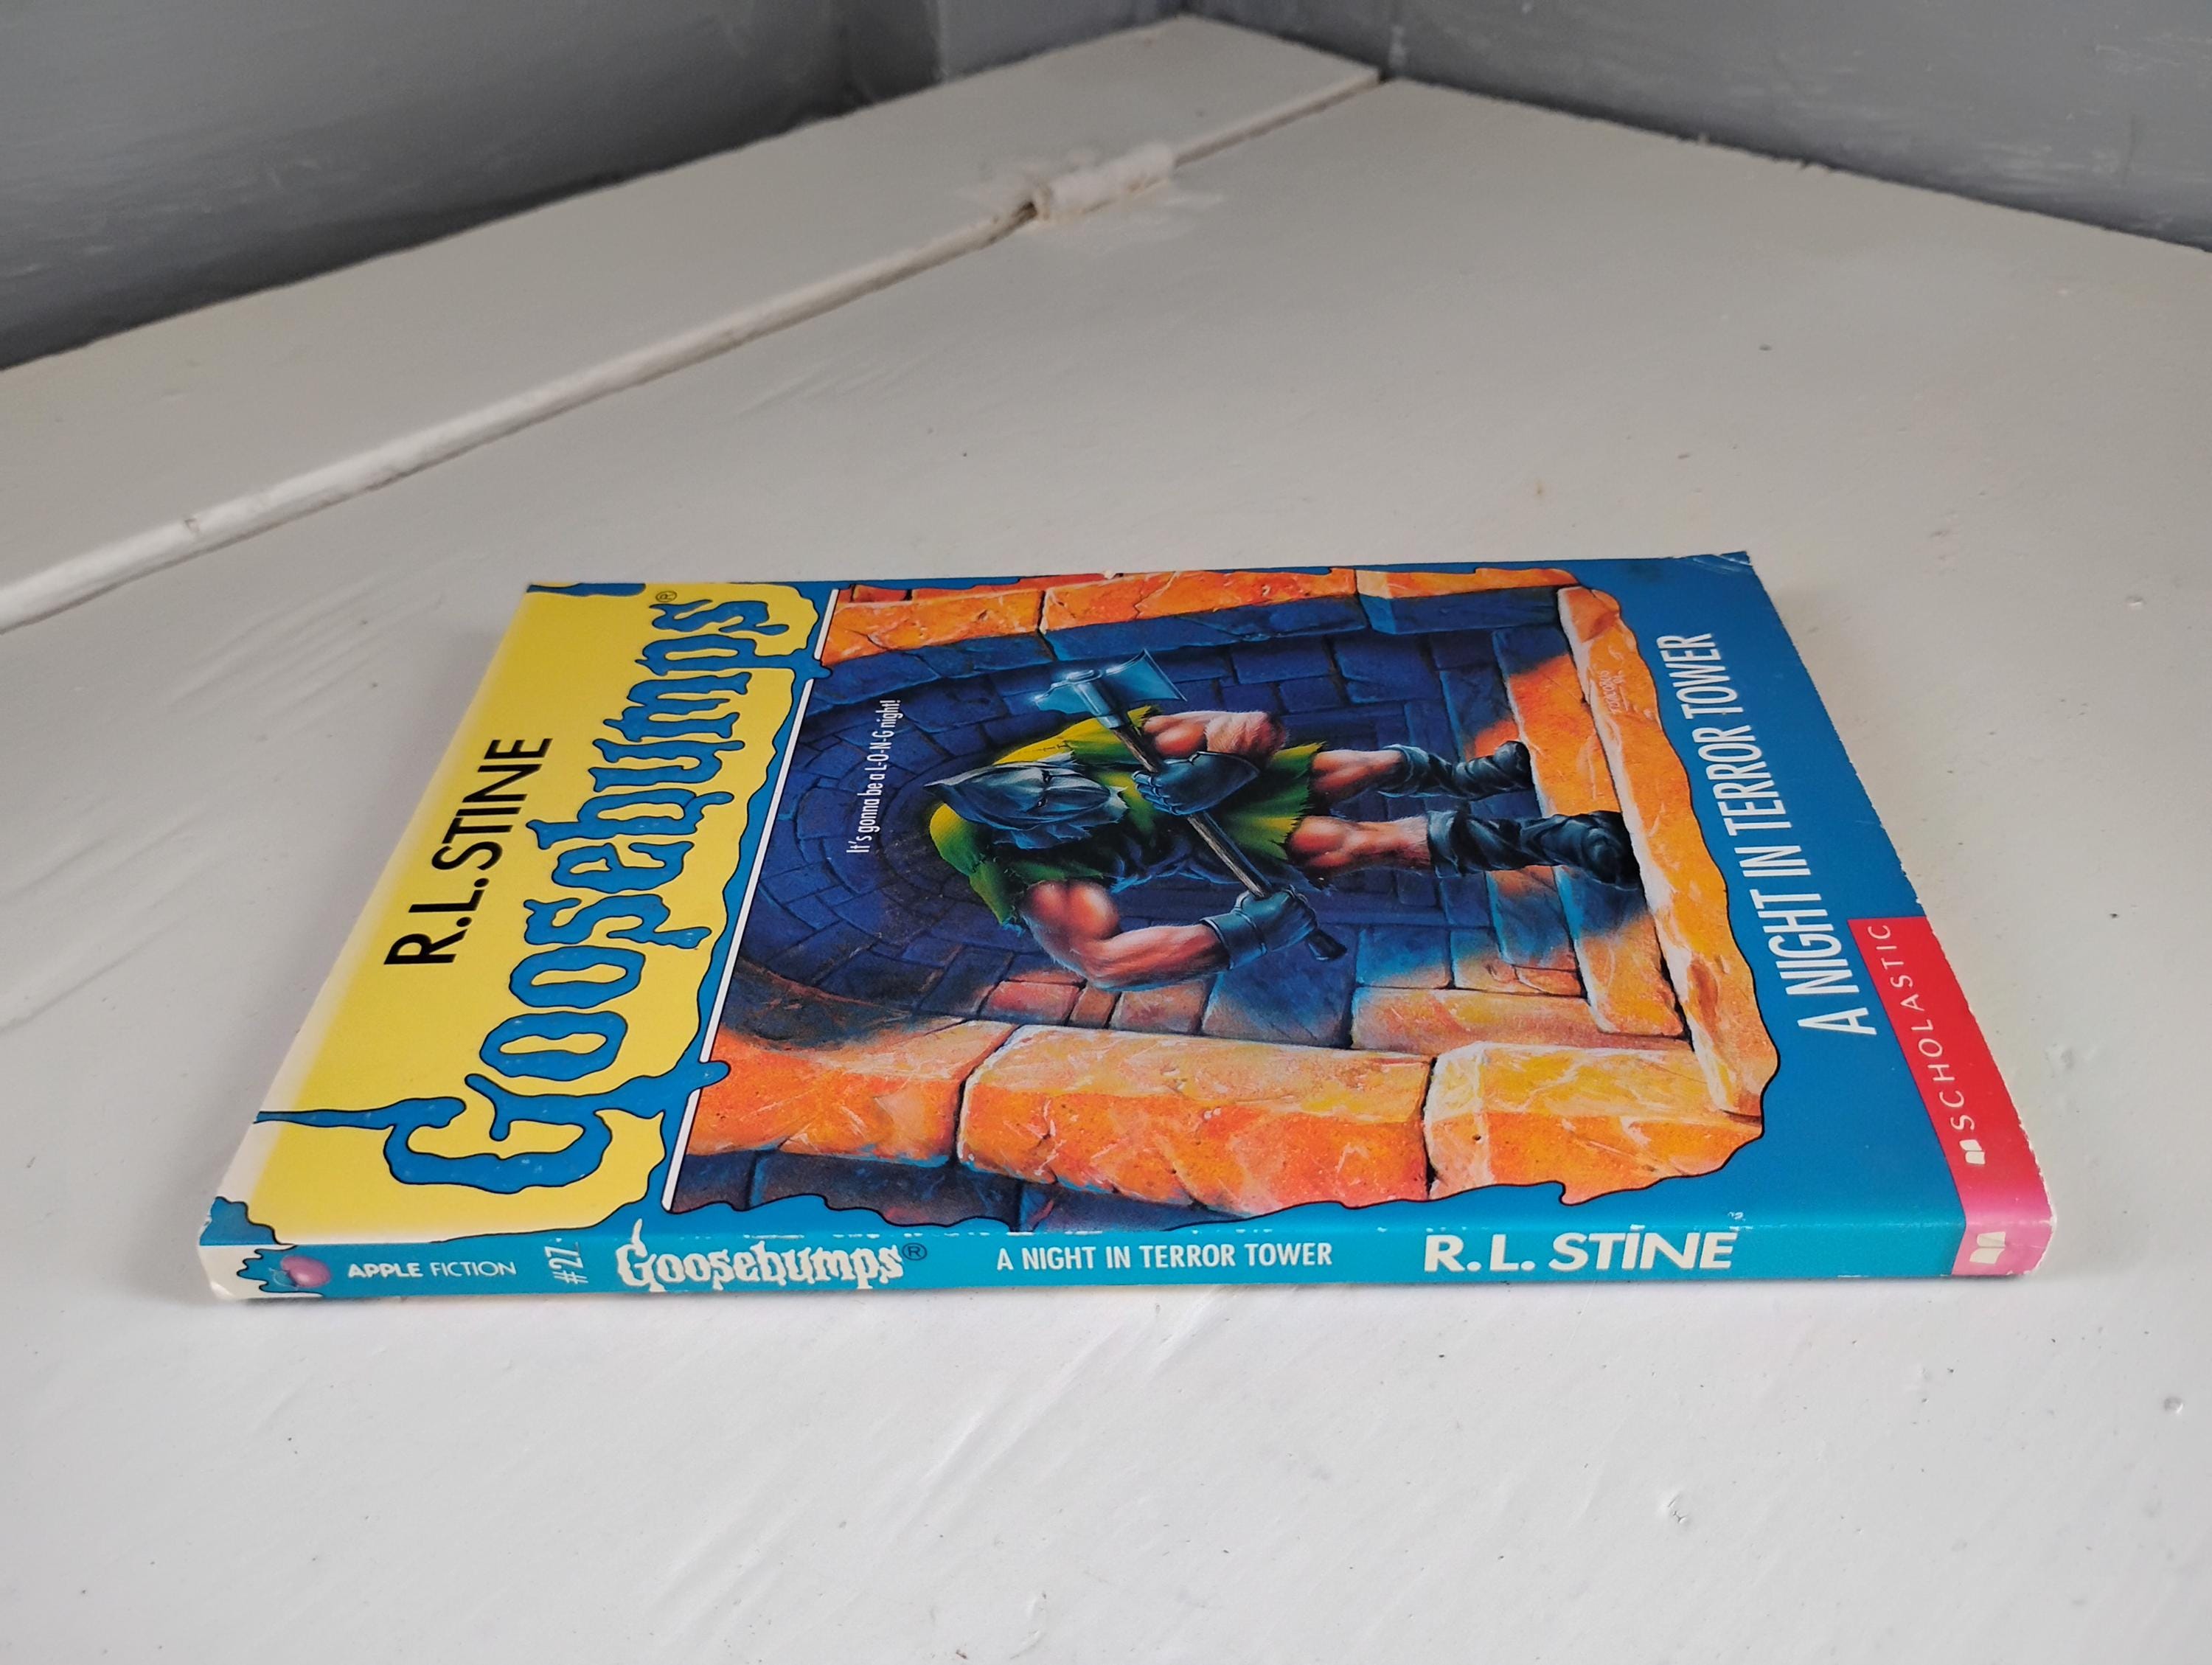 R.L. STINE
Goosebumps®
It's gonna be a L-O-N-G night!
A NIGHT IN TERROR TOWER
SCHOLASTIC
APPLE FICTION #27 Goosebumps® A NIGHT IN TERROR TOWER R.L. STINE